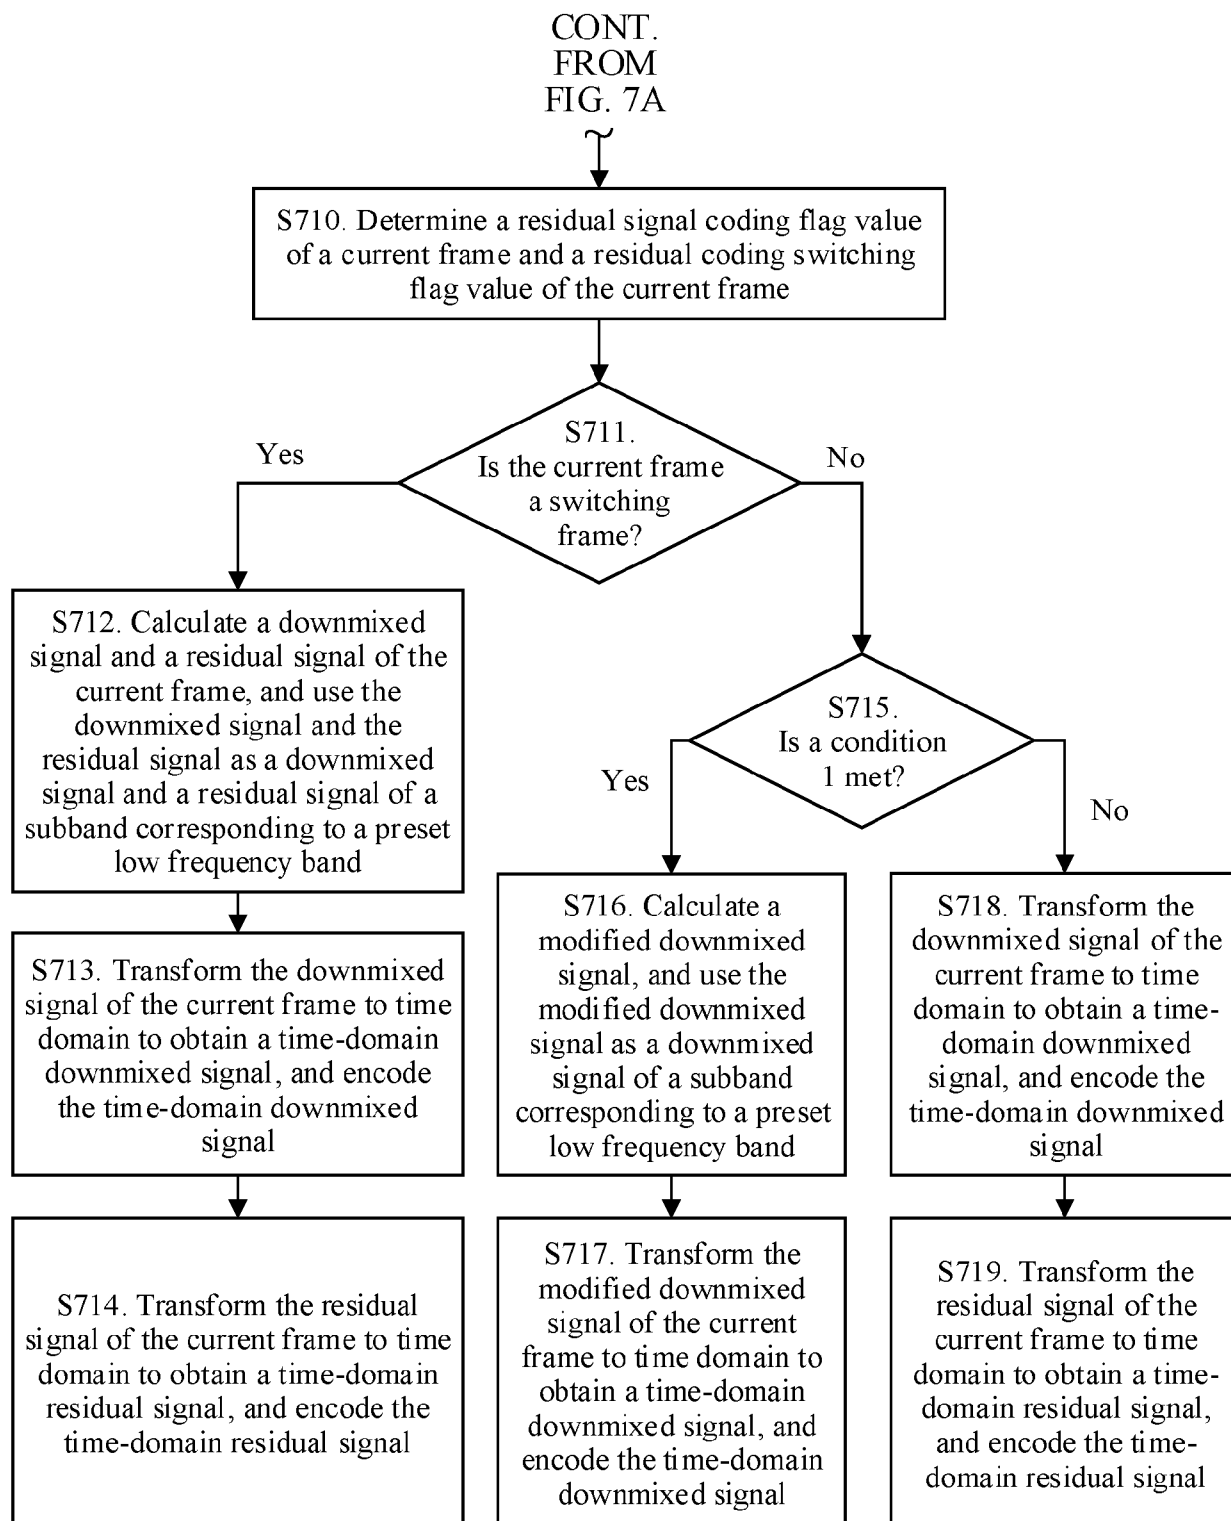 CONT.
FROM
FIG. 7A
S710. Determine a residual signal coding flag value
of a current frame and a residual coding switching
flag value of the current frame
S711.
Is the current frame
a switching
frame?
Yes
No
S712. Calculate a downmixed
signal and a residual signal of the
current frame, and use the
downmixed signal and the
residual signal as a downmixed
signal and a residual signal of a
subband corresponding to a preset
low frequency band
S715.
Is a condition
1 met?
Yes
No
S713. Transform the downmixed
signal of the current frame to time
domain to obtain a time-domain
downmixed signal, and encode
the time-domain downmixed
signal
S716. Calculate a
modified downmixed
signal, and use the
modified downmixed
signal as a downmixed
signal of a subband
corresponding to a preset
low frequency band
S718. Transform the
downmixed signal of the
current frame to time
domain to obtain a time-
domain downmixed
signal, and encode the
time-domain downmixed
signal
S714. Transform the residual
signal of the current frame to time
domain to obtain a time-domain
residual signal, and encode the
time-domain residual signal
S717. Transform the
modified downmixed
signal of the current
frame to time domain to
obtain a time-domain
downmixed signal, and
encode the time-domain
downmixed signal
S719. Transform the
residual signal of the
current frame to time
domain to obtain a time-
domain residual signal,
and encode the time-
domain residual signal